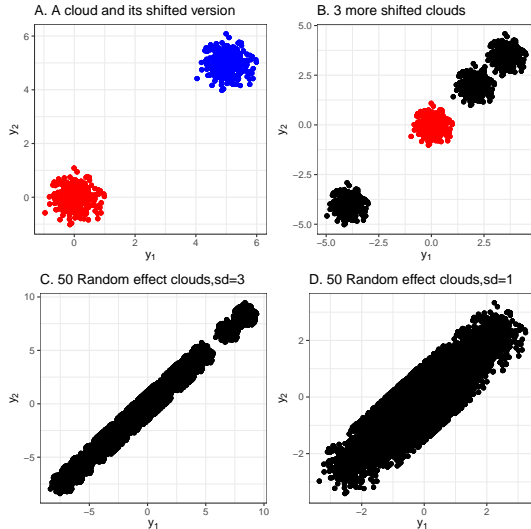 A. A cloud and its shifted version
y2
6
4
2
0
0
2
4
6
y1
B. 3 more shifted clouds
y2
5.0
2.5
0.0
−2.5
−5.0
−5.0
−2.5
0.0
2.5
y1
C. 50 Random effect clouds,sd=3
y2
10
5
0
−5
−5
0
5
10
y1
D. 50 Random effect clouds,sd=1
y2
2
0
−2
−2
0
2
y1